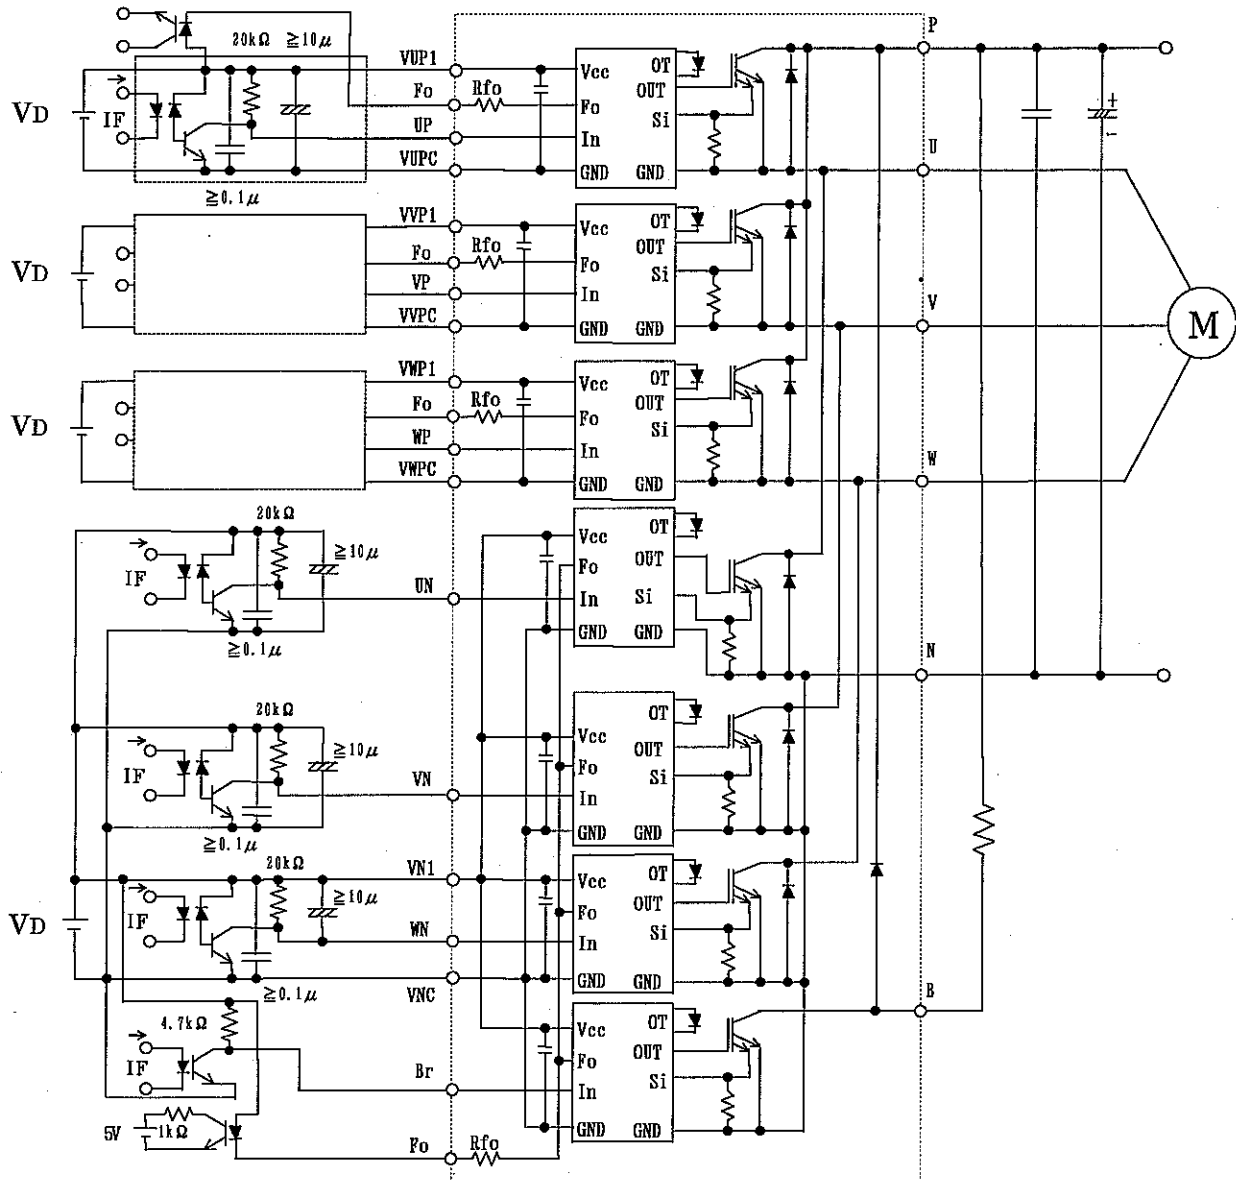 P
20kΩ ≧10μ
VUP1
Vcc
OT
OUT
Fo
Rfo
Fo
Si
VD
IF
UP
In
+
-
VUPC
GND
GND
U
≧0.1μ
VVP1
Vcc
OT
OUT
Fo
Rfo
Fo
Si
VD
VP
In
V
VVPC
GND
GND
M
VWP1
Vcc
OT
OUT
Fo
Rfo
Fo
Si
VD
WP
In
W
VWPC
GND
GND
20kΩ
≧10μ
IF
Vcc
OT
OUT
Fo
UN
In
Si
GND
GND
≧0.1μ
N
20kΩ
≧10μ
IF
Vcc
OT
OUT
Fo
Si
VN
In
GND
GND
≧0.1μ
20kΩ
VN1
Vcc
OT
≧10μ
OUT
IF
Fo
VD
WN
In
Si
VNC
GND
GND
≧0.1μ
B
4.7kΩ
Vcc
OT
OUT
IF
Fo
Si
Br
In
5V
1kΩ
GND
GND
Fo
Rfo